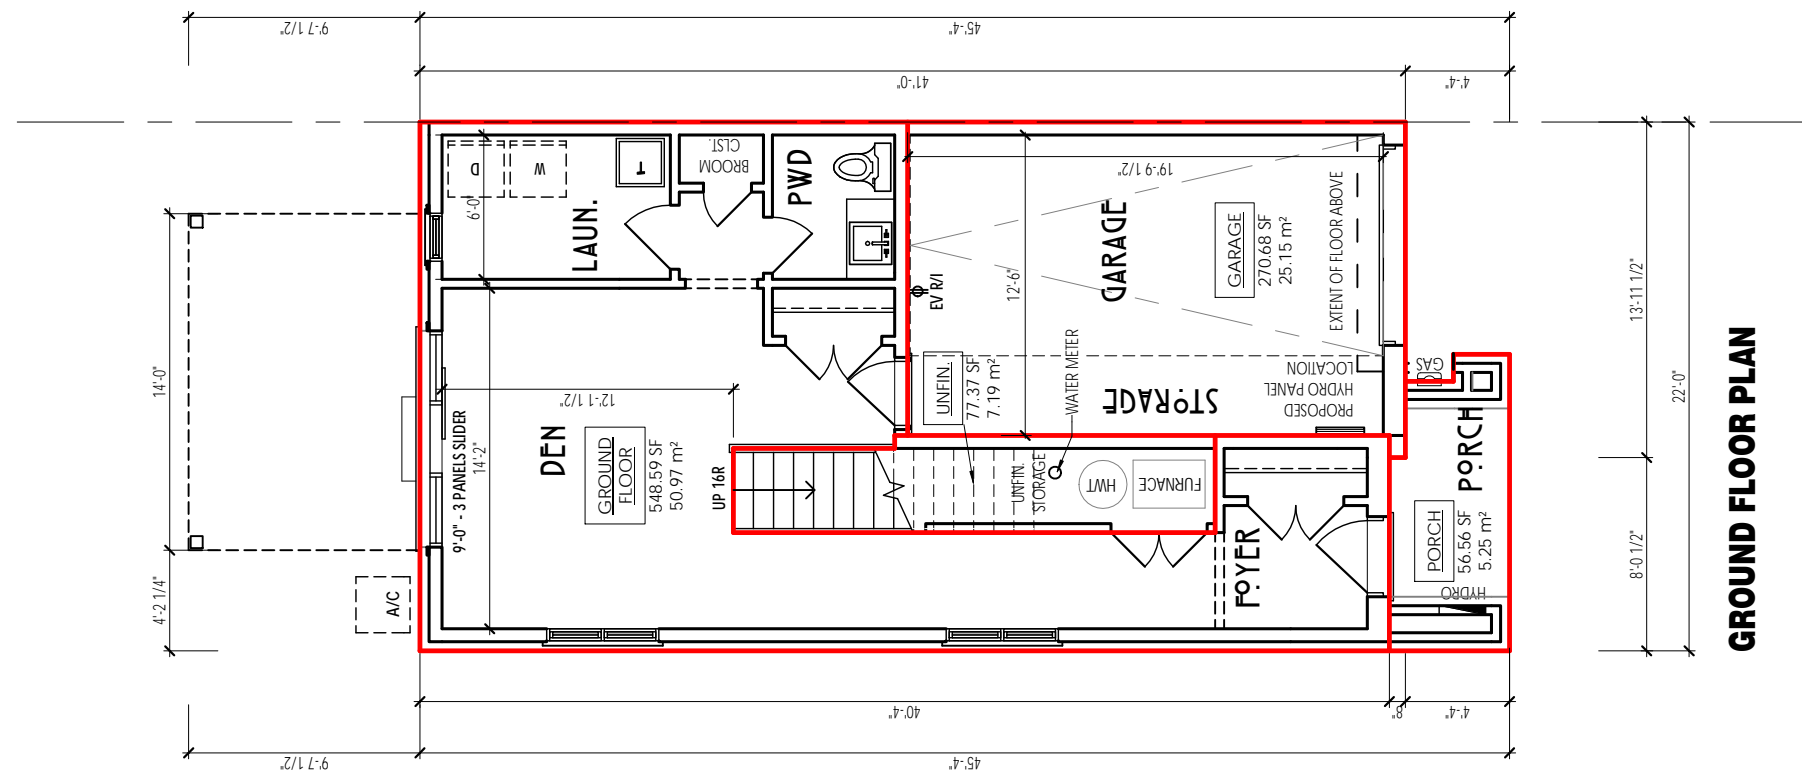 9'-7 1/2"
45'-4"
41'-0"
4'-4"
D
W
T
6'-0"
LAUN.
BROOM
CLST.
PWD
19'-9 1/2"
12'-6"
EV R/I
GARAGE
GARAGE
270.68 SF
25.15 m²
EXTENT OF FLOOR ABOVE
13'-11 1/2"
22'-0"
8'-0 1/2"
14'-0"
4'-2 1/4"
A/C
9'-0" - 3 PANELS SLIDER
14'-2"
12'-1 1/2"
DEN
GROUND
FLOOR
548.59 SF
50.97 m²
UP 16R
UNFIN.
77.37 SF
7.19 m²
WATER METER
STORAGE
PROPOSED
HYDRO PANEL
LOCATION
GAS
UNFIN.
STORAGE
HWT
FURNACE
FOYER
PORCH
PORCH
56.56 SF
5.25 m²
HYDRO
40'-4"
8"
4'-4"
9'-7 1/2"
45'-4"
GROUND FLOOR PLAN